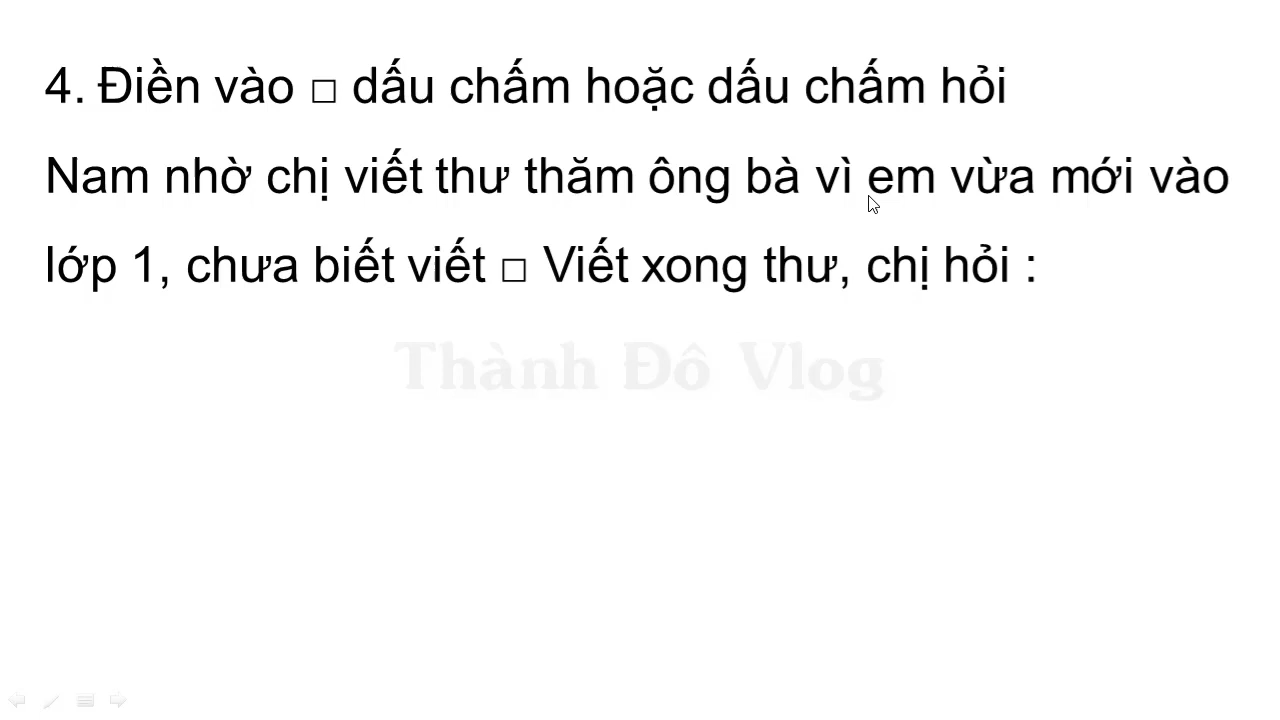 4. Điền vào □ dấu chấm hoặc dấu chấm hỏi
Nam nhờ chị viết thư thăm ông bà vì em vừa mới vào
lớp 1, chưa biết viết □ Viết xong thư, chị hỏi :
Thành Đô Vlog